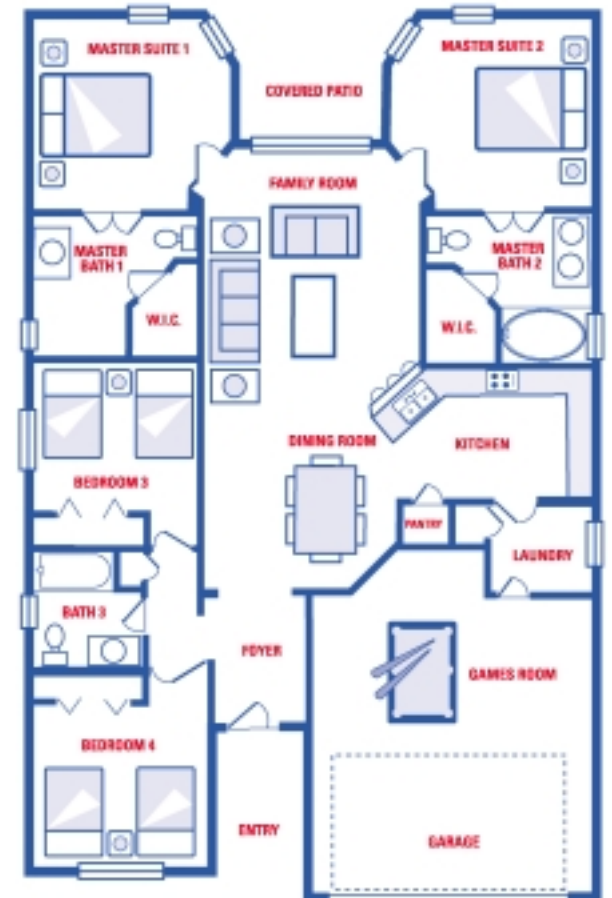 MASTER SUITE 1
MASTER SUITE 2
COVERED PATIO
FAMILY ROOM
MASTER
BATH 1
MASTER
BATH 2
W.I.C.
W.I.C.
DINING ROOM
KITCHEN
BEDROOM 3
PANTRY
LAUNDRY
BATH 3
FOYER
GAMES ROOM
BEDROOM 4
ENTRY
GARAGE